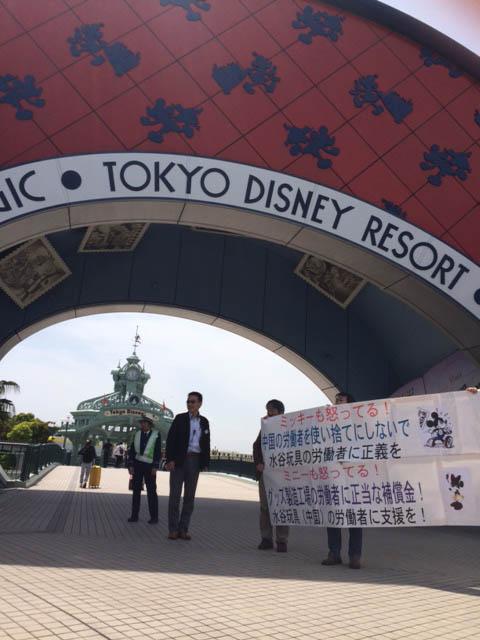 GIC • TOKYO DISNEY RESORT •
Tokyo Disney
ミッキーも怒ってる!
中国の労働者を使い捨てにしないで
水谷玩具の労働者に正義を
ミニーも怒ってる!
グッズ製造工場の労働者に正当な補償金!
水谷玩具(中国)の労働者に支援を!